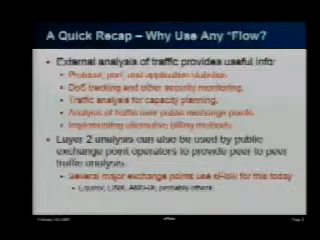 A Quick Recap – Why Use Any "Flow?
• External analysis of traffic provides useful info:
• Protocol, port, and application statistics
• DoS tracking and other security monitoring.
• Traffic analysis for capacity planning.
• Analysis of traffic over public exchange points
• Implementing alternative billing methods
• Layer 2 analysis can also be used by public
exchange point operators to provide peer to peer
traffic analysis.
• Several major exchange points use sFlow for this today
• Equinix, LINX, AMS-IX, probably others.
sFlow
Page